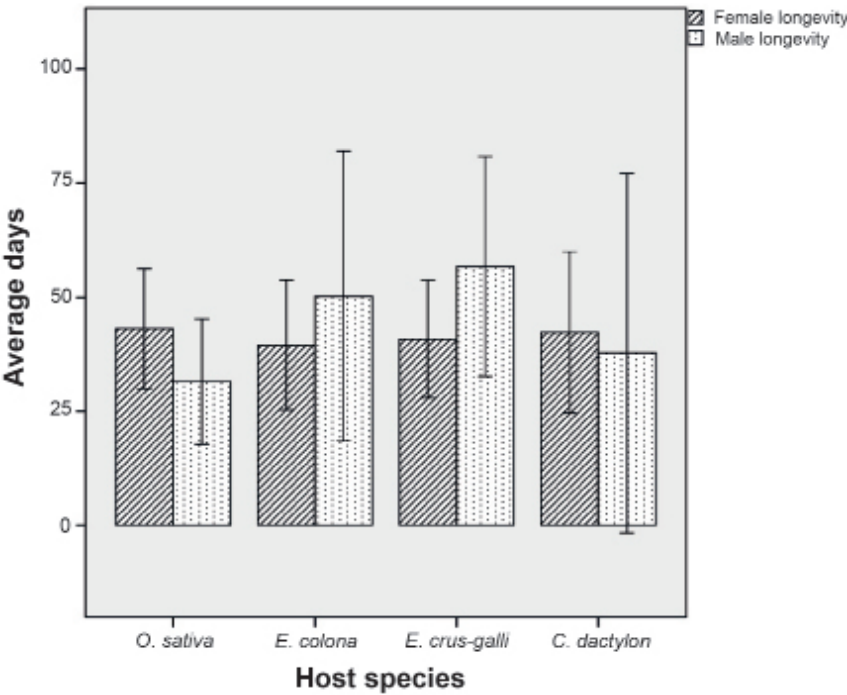 Female longevity
Male longevity
100
75
50
25
0
Average days
O. sativa E. colona E. crus-galli C. dactylon
Host species